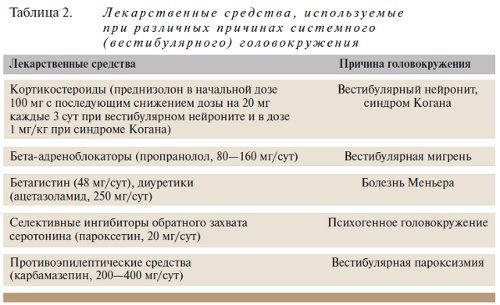 Таблица 2. Лекарственные средства, используемые
при различных причинах системного
(вестибулярного) головокружения
Лекарственные средства Причина головокружения
Кортикостероиды (преднизолон в начальной дозе Вестибулярный нейронит,
100 мг с последующим снижением дозы на 20 мг синдром Когана
каждые 3 сут при вестибулярном нейроните и в дозе
1 мг/кг при синдроме Когана)
Бета-адреноблокаторы (пропранолол, 80—160 мг/сут) Вестибулярная мигрень
Бетагистин (48 мг/сут), диуретики Болезнь Меньера
(ацетазоламид, 250 мг/сут)
Селективные ингибиторы обратного захвата Психогенное головокружение
серотонина (пароксетин, 20 мг/сут)
Противоэпилептические средства Вестибулярная пароксизмия
(карбамазепин, 200—400 мг/сут)